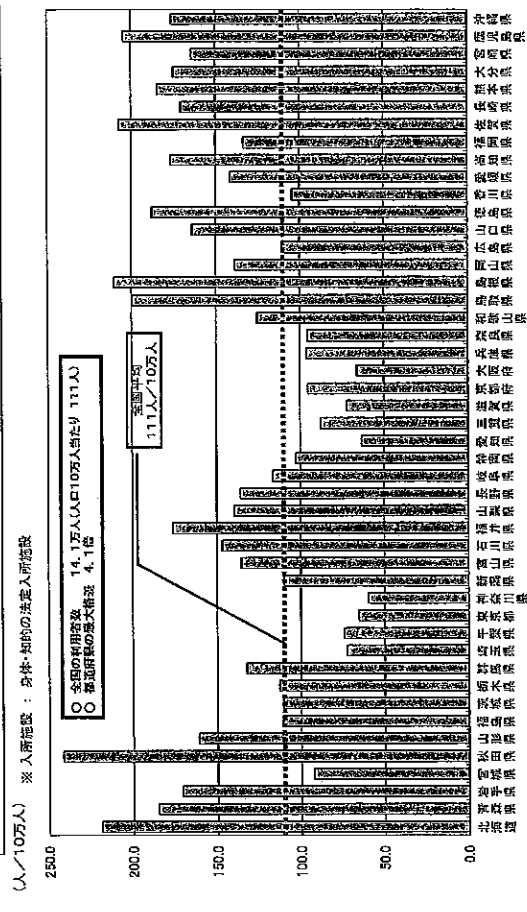 (人／10万人)
※ 入所施設 : 身体・知的の法定入所施設
○ 全国の利用者数 14.1万人(人口10万人当たり 111人)
○ 都道府県の最大格差 4.1倍
全国平均
111人／10万人
250.0
200.0
150.0
100.0
50.0
0.0
北海道
青森県
岩手県
宮城県
秋田県
山形県
福島県
茨城県
栃木県
群馬県
埼玉県
千葉県
東京都
神奈川県
新潟県
富山県
石川県
福井県
山梨県
長野県
岐阜県
静岡県
愛知県
三重県
滋賀県
京都府
大阪府
兵庫県
奈良県
和歌山県
鳥取県
島根県
岡山県
広島県
山口県
徳島県
香川県
愛媛県
高知県
福岡県
佐賀県
長崎県
熊本県
大分県
宮崎県
鹿児島県
沖縄県